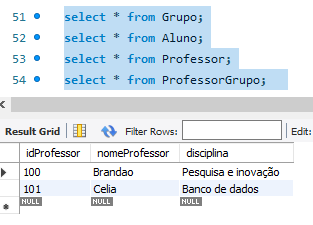 51 select * from Grupo;
52 select * from Aluno;
53 select * from Professor;
54 select * from ProfessorGrupo;
Result Grid Filter Rows: Edit:
idProfessor nomeProfessor disciplina
100 Brandao Pesquisa e inovação
101 Celia Banco de dados
NULL NULL NULL